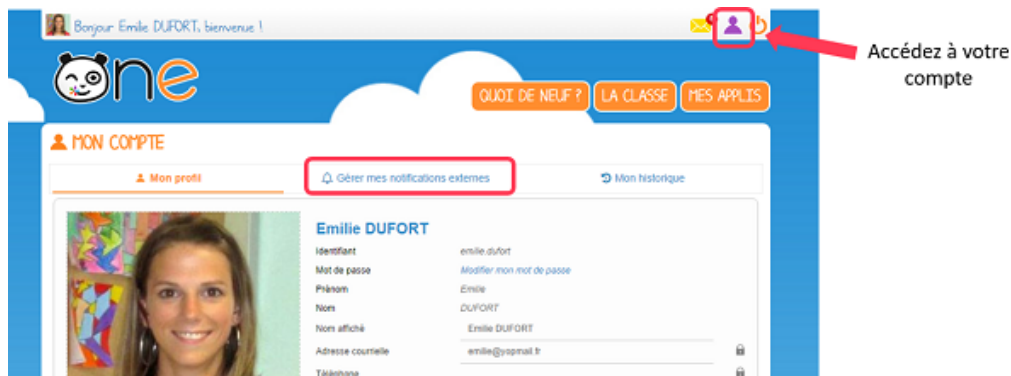 Bonjour Emilie DUFORT, bienvenue !
Accédez à votre
compte
One
QUOI DE NEUF ?
LA CLASSE
MES APPLIS
MON COMPTE
Mon profil
Gérer mes notifications externes
Mon historique
Emilie DUFORT
Identifiant emilie.dufort
Mot de passe Modifier mon mot de passe
Prénom Emilie
Nom DUFORT
Nom affiché Emilie DUFORT
Adresse courrielle emilie@yopmail.fr
Téléphone